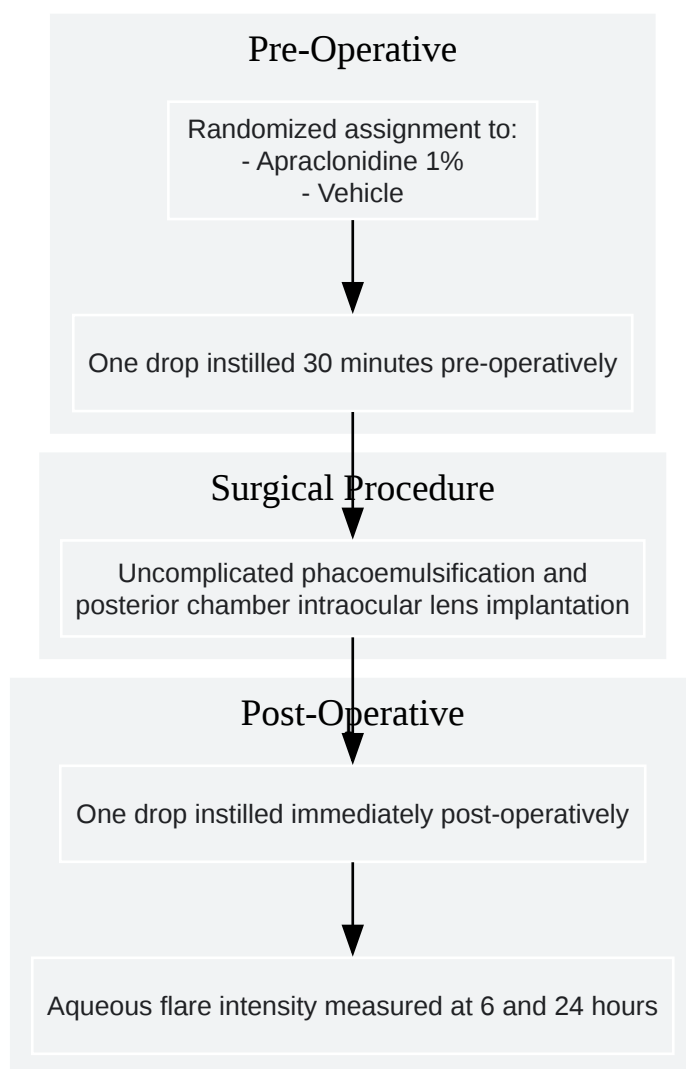 Pre-Operative
Randomized assignment to:
- Apraclonidine 1%
- Vehicle
One drop instilled 30 minutes pre-operatively
Surgical Procedure
Uncomplicated phacoemulsification and
posterior chamber intraocular lens implantation
Post-Operative
One drop instilled immediately post-operatively
Aqueous flare intensity measured at 6 and 24 hours